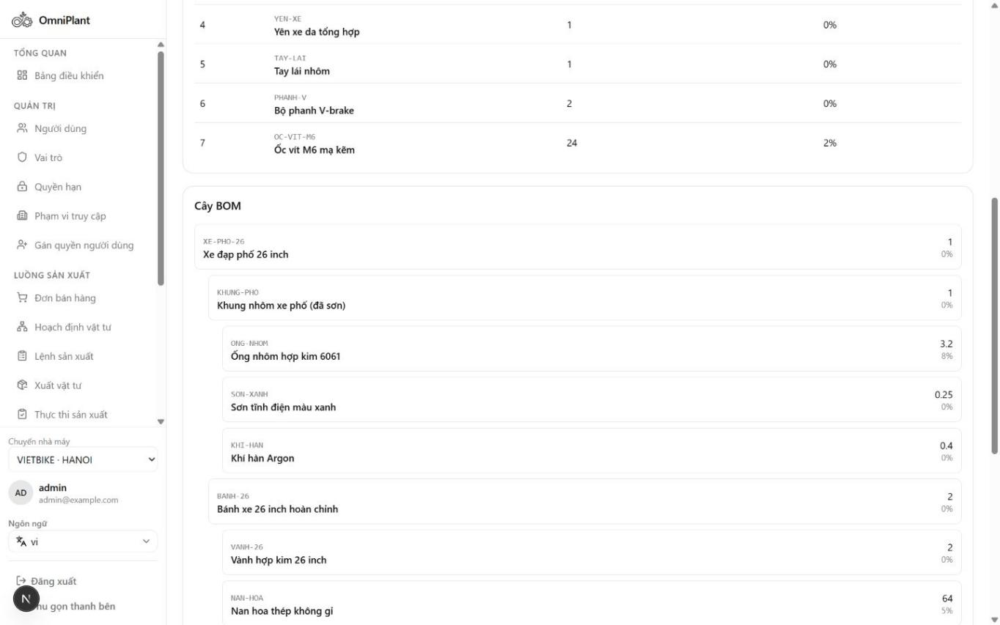 OmniPlant
TỔNG QUAN
Bảng điều khiển
QUẢN TRỊ
Người dùng
Vai trò
Quyền hạn
Phạm vi truy cập
Gán quyền người dùng
LUỒNG SẢN XUẤT
Đơn bán hàng
Hoạch định vật tư
Lệnh sản xuất
Xuất vật tư
Thực thi sản xuất
Chuyển nhà máy
VIETBIKE · HANOI
AD
admin
admin@example.com
Ngôn ngữ
vi
Đăng xuất
N
hu gọn thanh bên
4
YEN-XE
Yên xe da tổng hợp
1
0%
5
TAY-LAI
Tay lái nhôm
1
0%
6
PHANH-V
Bộ phanh V-brake
2
0%
7
OC-VIT-M6
Ốc vít M6 mạ kẽm
24
2%
Cây BOM
XE-PHO-26
Xe đạp phố 26 inch
1
0%
KHUNG-PHO
Khung nhôm xe phố (đã sơn)
1
0%
ONG-NHOM
Ống nhôm hợp kim 6061
3.2
8%
SON-XANH
Sơn tĩnh điện màu xanh
0.25
0%
KHI-HAN
Khí hàn Argon
0.4
0%
BANH-26
Bánh xe 26 inch hoàn chỉnh
2
0%
VANH-26
Vành hợp kim 26 inch
2
0%
NAN-HOA
Nan hoa thép không gỉ
64
5%